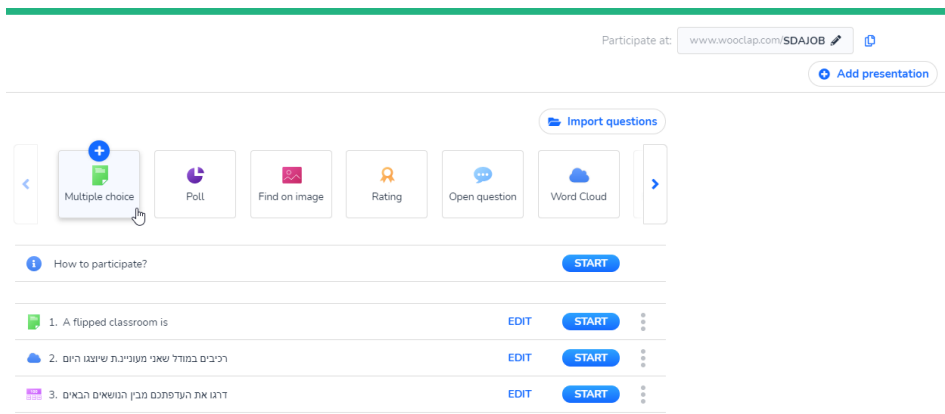 Participate at: www.wooclap.com/SDAJOB
Add presentation
Import questions
Multiple choice
Poll
Find on image
Rating
Open question
Word Cloud
How to participate?
START
1. A flipped classroom is
EDIT
START
2. רכיבים במודל שאני מעוניינ.ת שיוצגו היום
EDIT
START
3. דרגו את העדפתכם מבין הנושאים הבאים
EDIT
START